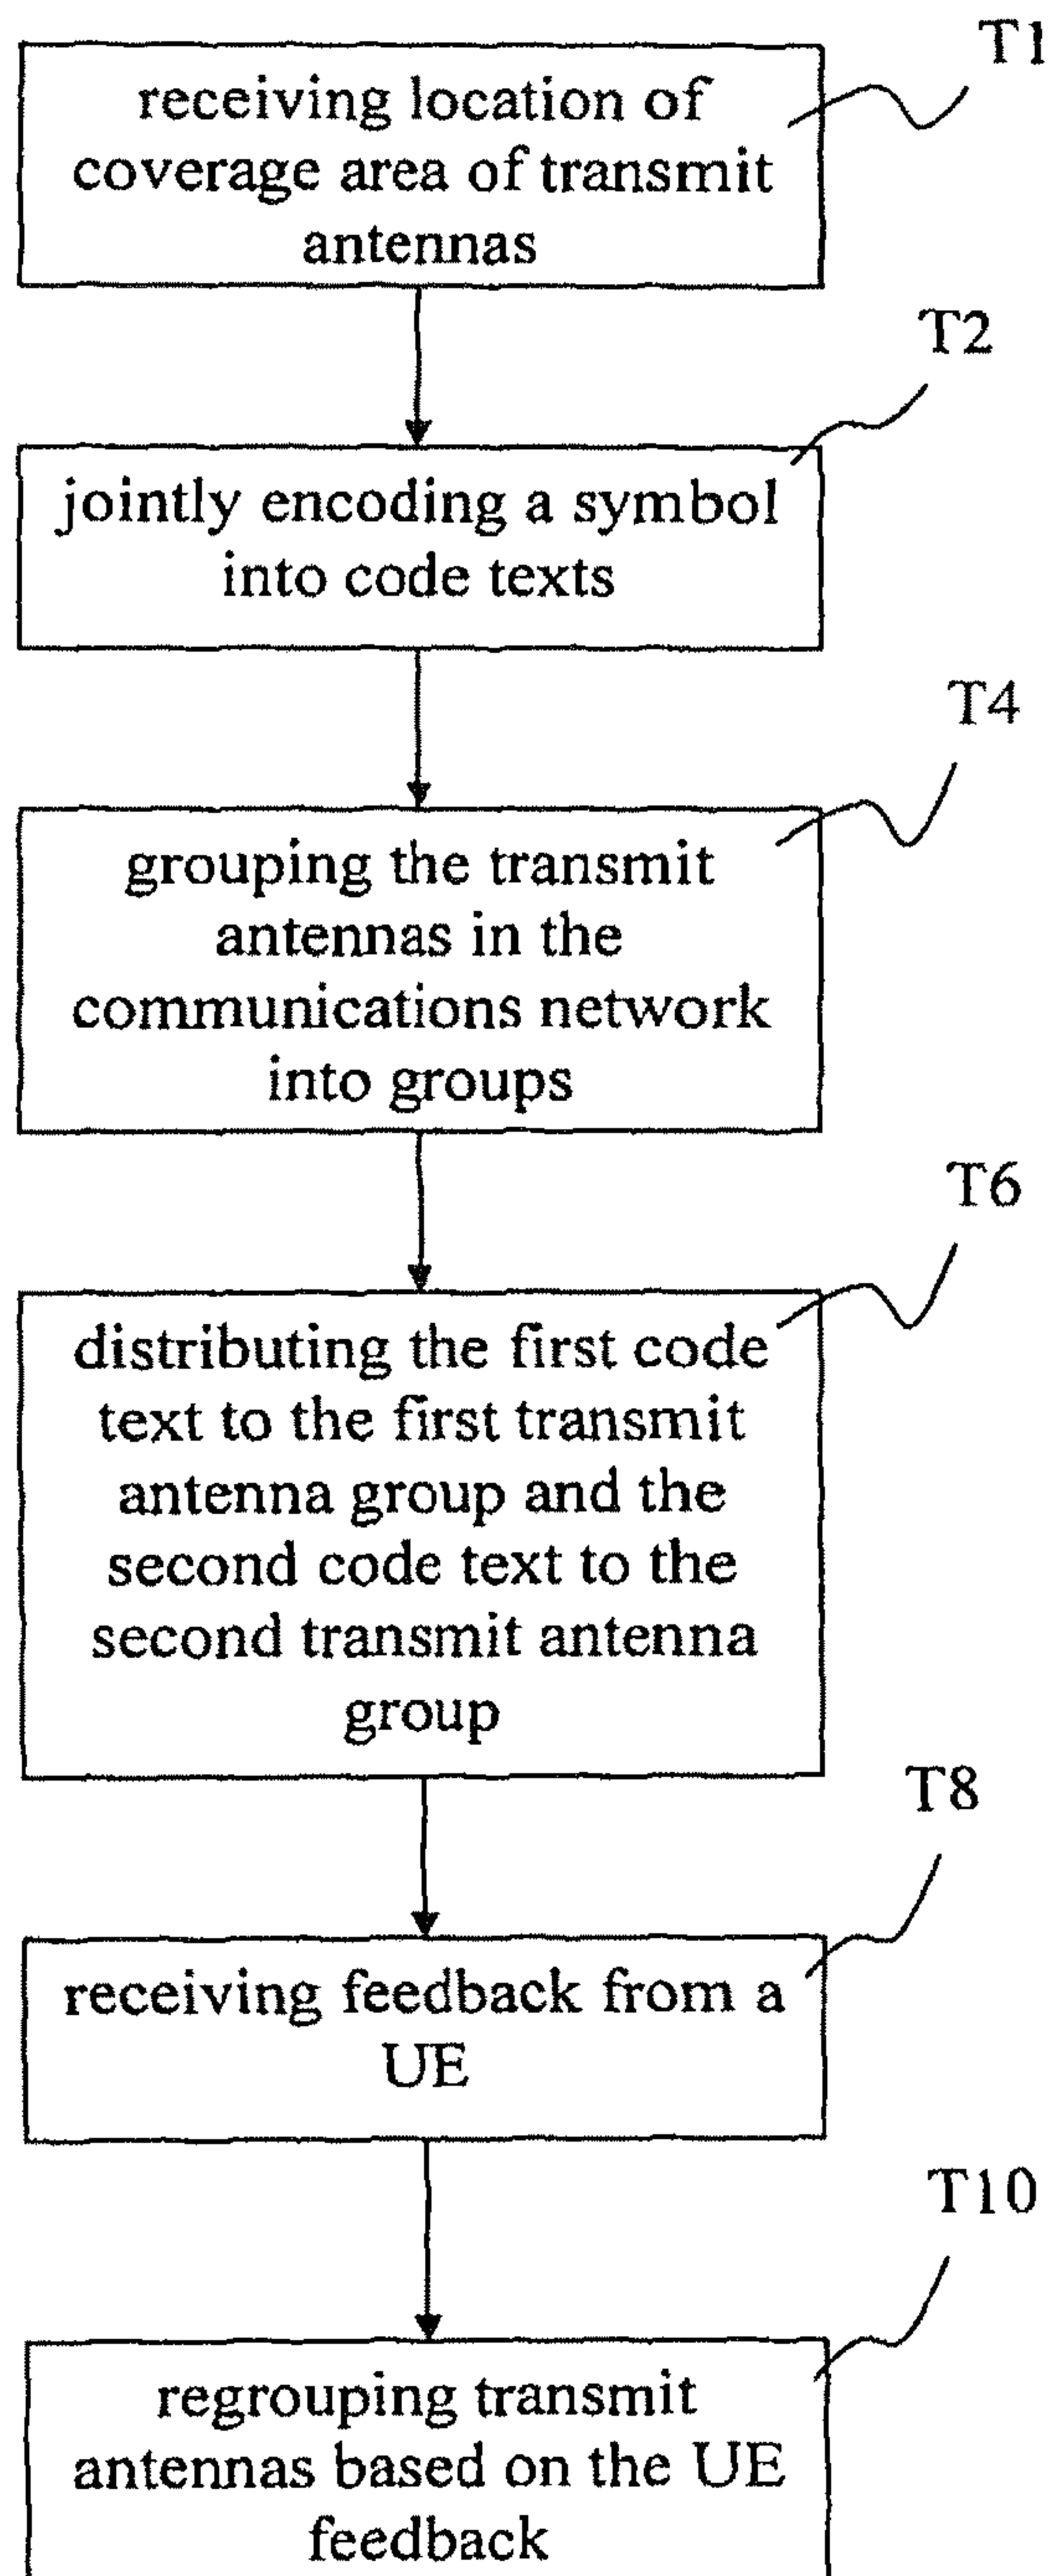 T1
receiving location of
coverage area of transmit
antennas
T2
jointly encoding a symbol
into code texts
T4
grouping the transmit
antennas in the
communications network
into groups
T6
distributing the first code
text to the first transmit
antenna group and the
second code text to the
second transmit antenna
group
T8
receiving feedback from a
UE
T10
regrouping transmit
antennas based on the UE
feedback